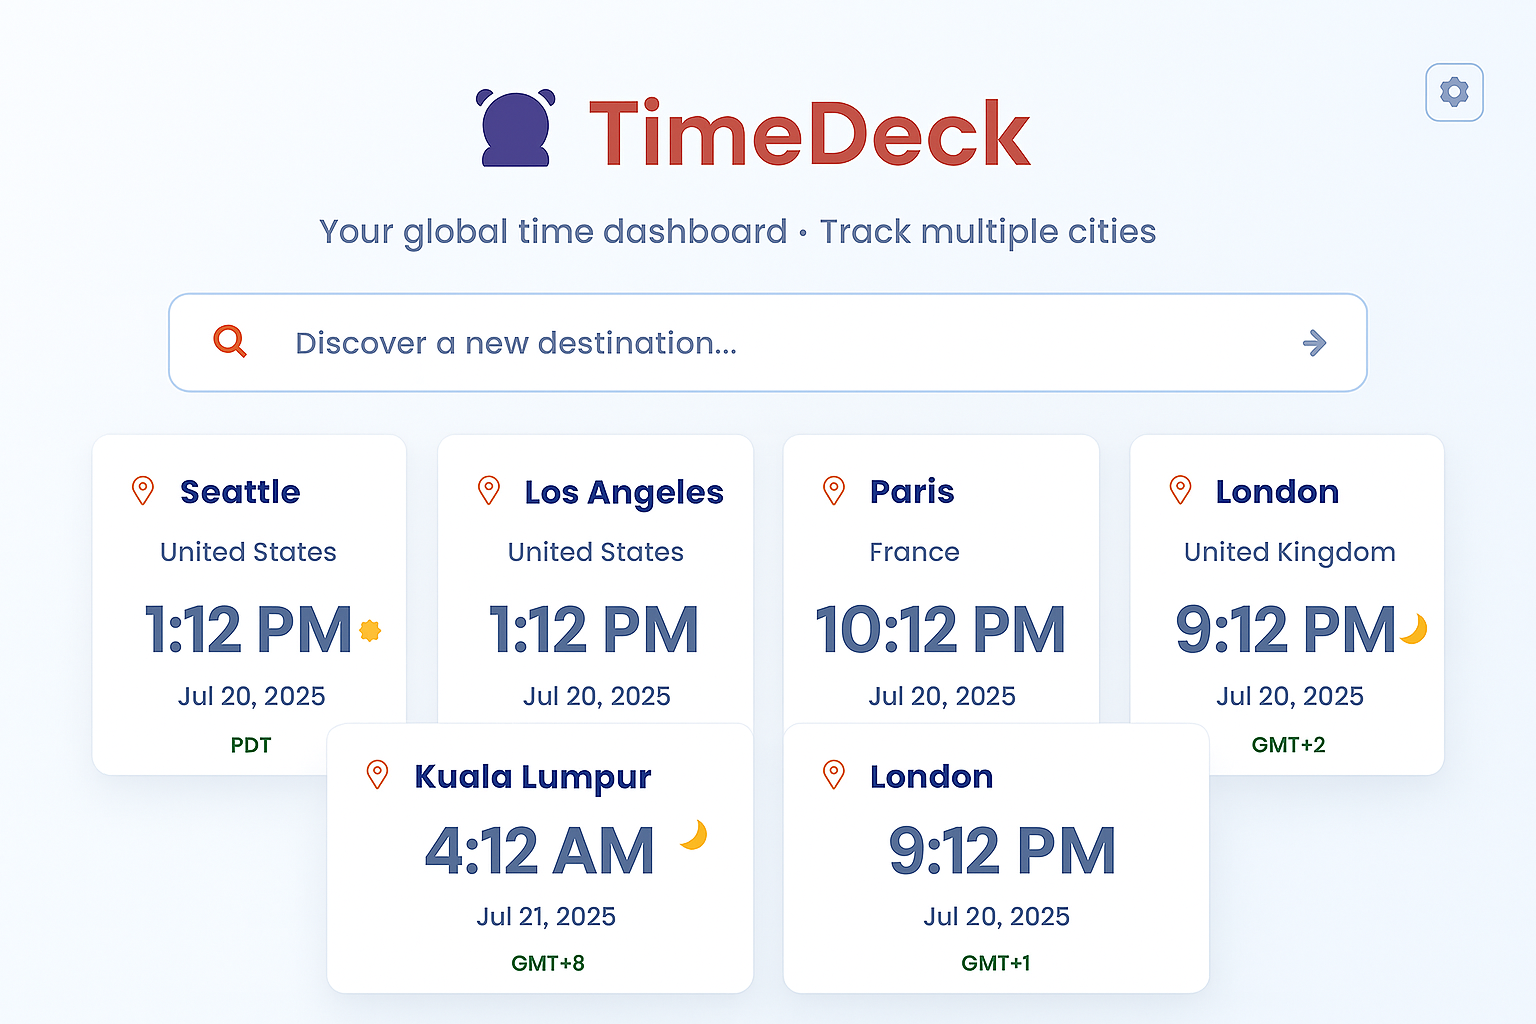 TimeDeck
Your global time dashboard • Track multiple cities
Discover a new destination...
Seattle
United States
1:12 PM
Jul 20, 2025
PDT
Los Angeles
United States
1:12 PM
Jul 20, 2025
Paris
France
10:12 PM
Jul 20, 2025
London
United Kingdom
9:12 PM
Jul 20, 2025
GMT+2
Kuala Lumpur
4:12 AM
Jul 21, 2025
GMT+8
London
9:12 PM
Jul 20, 2025
GMT+1